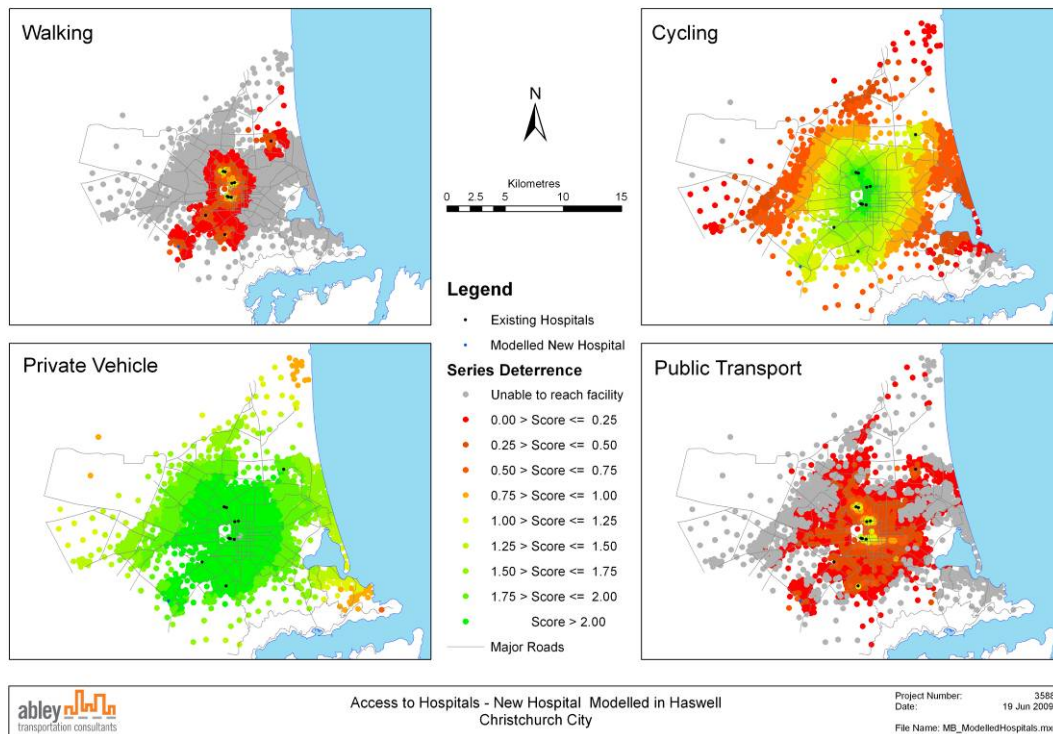 Walking
Cycling
N
Kilometres
0 2.5 5 10 15
Legend
Existing Hospitals
Modelled New Hospital
Series Deterrence
Unable to reach facility
0.00 > Score <= 0.25
0.25 > Score <= 0.50
0.50 > Score <= 0.75
0.75 > Score <= 1.00
1.00 > Score <= 1.25
1.25 > Score <= 1.50
1.50 > Score <= 1.75
1.75 > Score <= 2.00
Score > 2.00
Major Roads
Private Vehicle
Public Transport
abley
transportation consultants
Access to Hospitals - New Hospital Modelled in Haswell
Christchurch City
Project Number: 3588
Date: 19 Jun 2009
File Name: MB_ModelledHospitals.mx